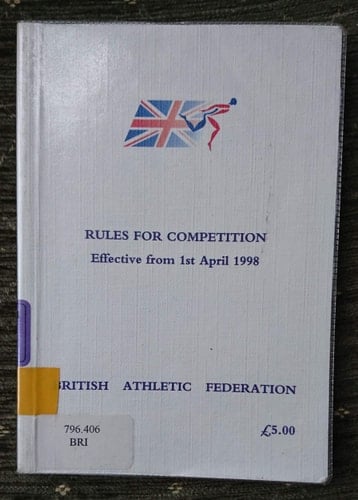 RULES FOR COMPETITION
Effective from 1st April 1998
BRITISH ATHLETIC FEDERATION
£5.00
796.406
BRI